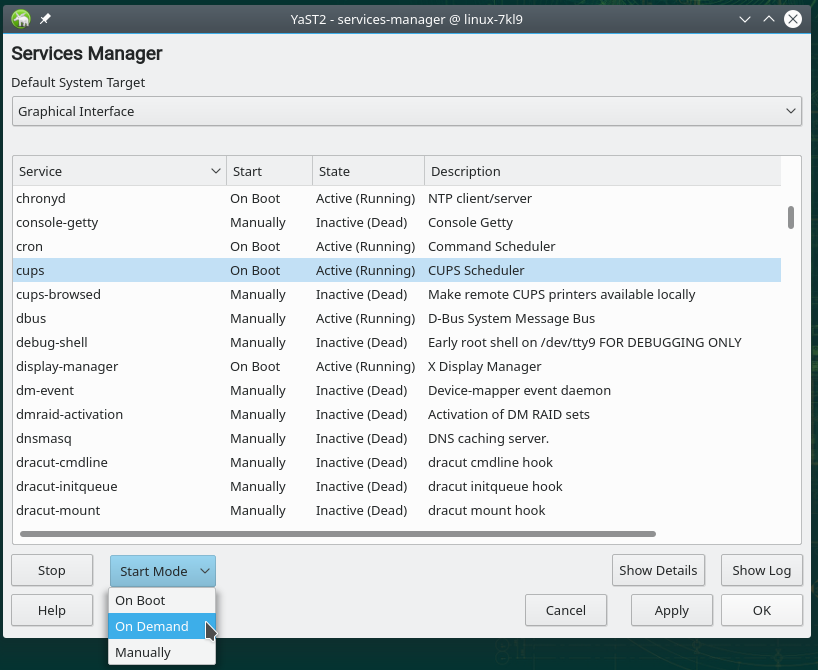 YaST2 - services-manager @ linux-7kl9
Services Manager
Default System Target
Graphical Interface
Service Start State Description
chronyd On Boot Active (Running) NTP client/server
console-getty Manually Inactive (Dead) Console Getty
cron On Boot Active (Running) Command Scheduler
cups On Boot Active (Running) CUPS Scheduler
cups-browsed Manually Inactive (Dead) Make remote CUPS printers available locally
dbus Manually Active (Running) D-Bus System Message Bus
debug-shell Manually Inactive (Dead) Early root shell on /dev/tty9 FOR DEBUGGING ONLY
display-manager On Boot Active (Running) X Display Manager
dm-event Manually Inactive (Dead) Device-mapper event daemon
dmraid-activation Manually Inactive (Dead) Activation of DM RAID sets
dnsmasq Manually Inactive (Dead) DNS caching server.
dracut-cmdline Manually Inactive (Dead) dracut cmdline hook
dracut-initqueue Manually Inactive (Dead) dracut initqueue hook
dracut-mount Manually Inactive (Dead) dracut mount hook
Stop Start Mode Show Details Show Log
On Boot
Help Cancel Apply OK
On Demand
Manually